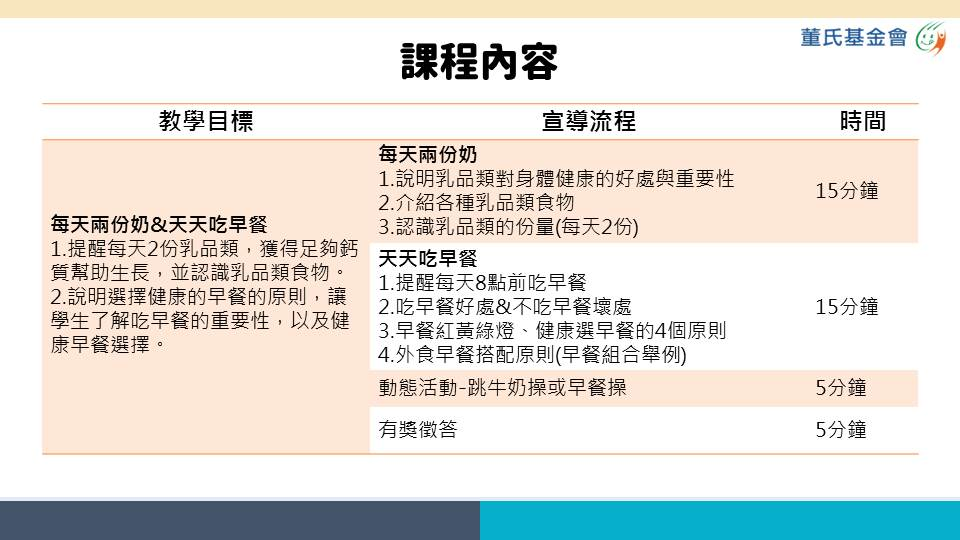 董氏基金會
課程內容
教學目標 宣導流程 時間
每天兩份奶&天天吃早餐
1.提醒每天2份乳品類，獲得足夠鈣
質幫助生長，並認識乳品類食物。
2.說明選擇健康的早餐的原則，讓
學生了解吃早餐的重要性，以及健
康早餐選擇。
每天兩份奶
1.說明乳品類對身體健康的好處與重要性
2.介紹各種乳品類食物
3.認識乳品類的份量(每天2份)
15分鐘
天天吃早餐
1.提醒每天8點前吃早餐
2.吃早餐好處&不吃早餐壞處
3.早餐紅黃綠燈、健康選早餐的4個原則
4.外食早餐搭配原則(早餐組合舉例)
15分鐘
動態活動-跳牛奶操或早餐操 5分鐘
有獎徵答 5分鐘